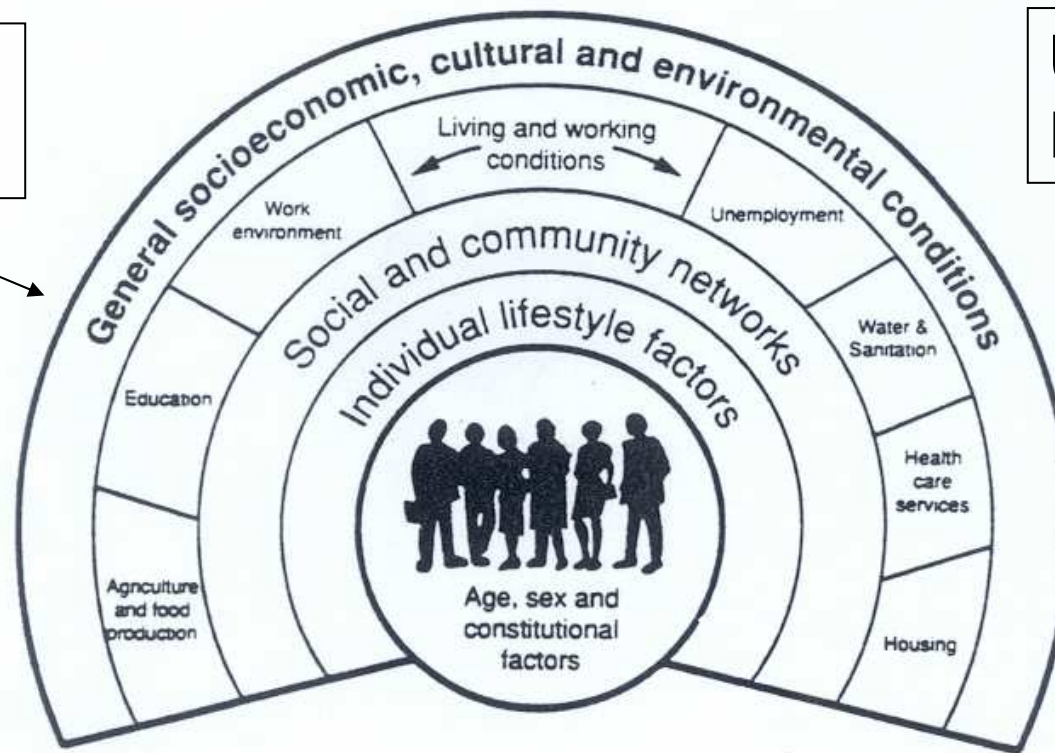 General socioeconomic, cultural and environmental conditions
Living and working
conditions
Work
environment
Unemployment
Education
Water &
Sanitation
Agriculture
and food
production
Health
care
services
Housing
Social and community networks
Individual lifestyle factors
Age, sex and
constitutional
factors